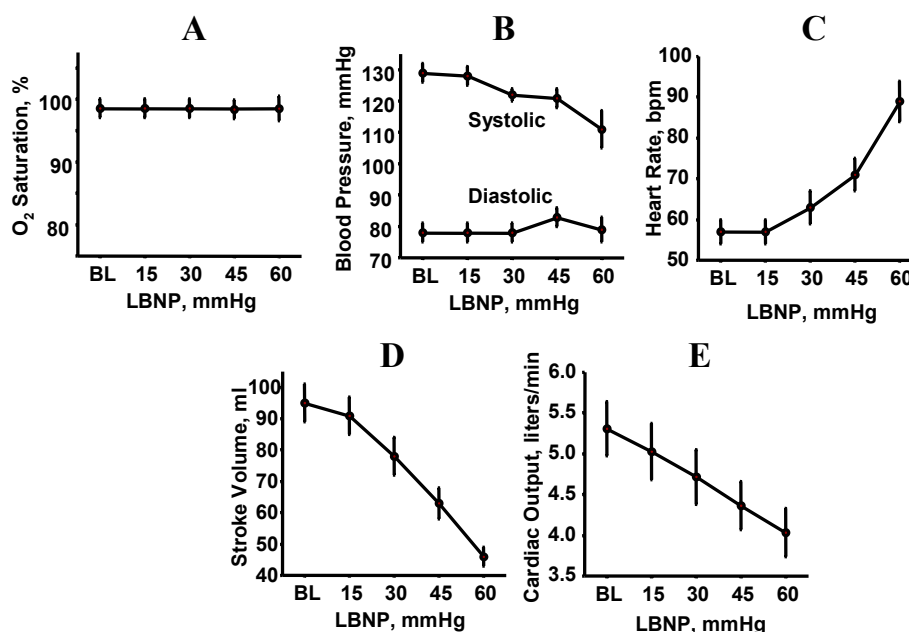 A
O2 Saturation, %
100
90
80
BL 15 30 45 60
LBNP, mmHg
B
Blood Pressure, mmHg
130
120
110
100
90
80
70
Systolic
Diastolic
BL 15 30 45 60
LBNP, mmHg
C
Heart Rate, bpm
100
90
80
70
60
50
BL 15 30 45 60
LBNP, mmHg
D
Stroke Volume, ml
100
90
80
70
60
50
40
BL 15 30 45 60
LBNP, mmHg
E
Cardiac Output, liters/min
6.0
5.5
5.0
4.5
4.0
3.5
BL 15 30 45 60
LBNP, mmHg